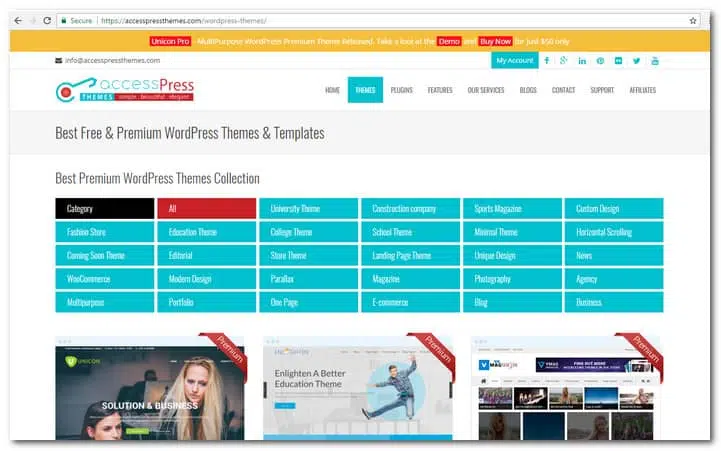 Secure https://accesspressthemes.com/wordpress-themes/
Unicon Pro - MultiPurpose WordPress Premium Theme Released. Take a look at the Demo and Buy Now for just $50 only
info@accesspressthemes.com My Account
accessPress
THEMES simple | beautiful | elegant
HOME THEMES PLUGINS FEATURES OUR SERVICES BLOGS CONTACT SUPPORT AFFILIATES
Best Free & Premium WordPress Themes & Templates
Best Premium WordPress Themes Collection
Category All University Theme Construction company Sports Magazine Custom Design
Fashion Store Education Theme College Theme School Theme Minimal Theme Horizontal Scrolling
Coming Soon Theme Editorial Store Theme Landing Page Theme Unique Design News
WooCommerce Modern Design Parallax Magazine Photography Agency
Multipurpose Portfolio One Page E-commerce Blog Business
Premium Premium Premium
UNICON
SOLUTION & BUSINESS
ENLIGHTEN
Enlighten A Better
Education Theme
FIND OUT MORE